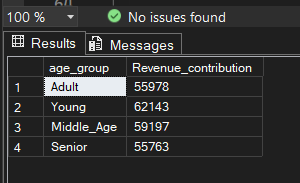 100 %
No issues found
Results Messages
age_group Revenue_contribution
1 Adult 55978
2 Young 62143
3 Middle_Age 59197
4 Senior 55763